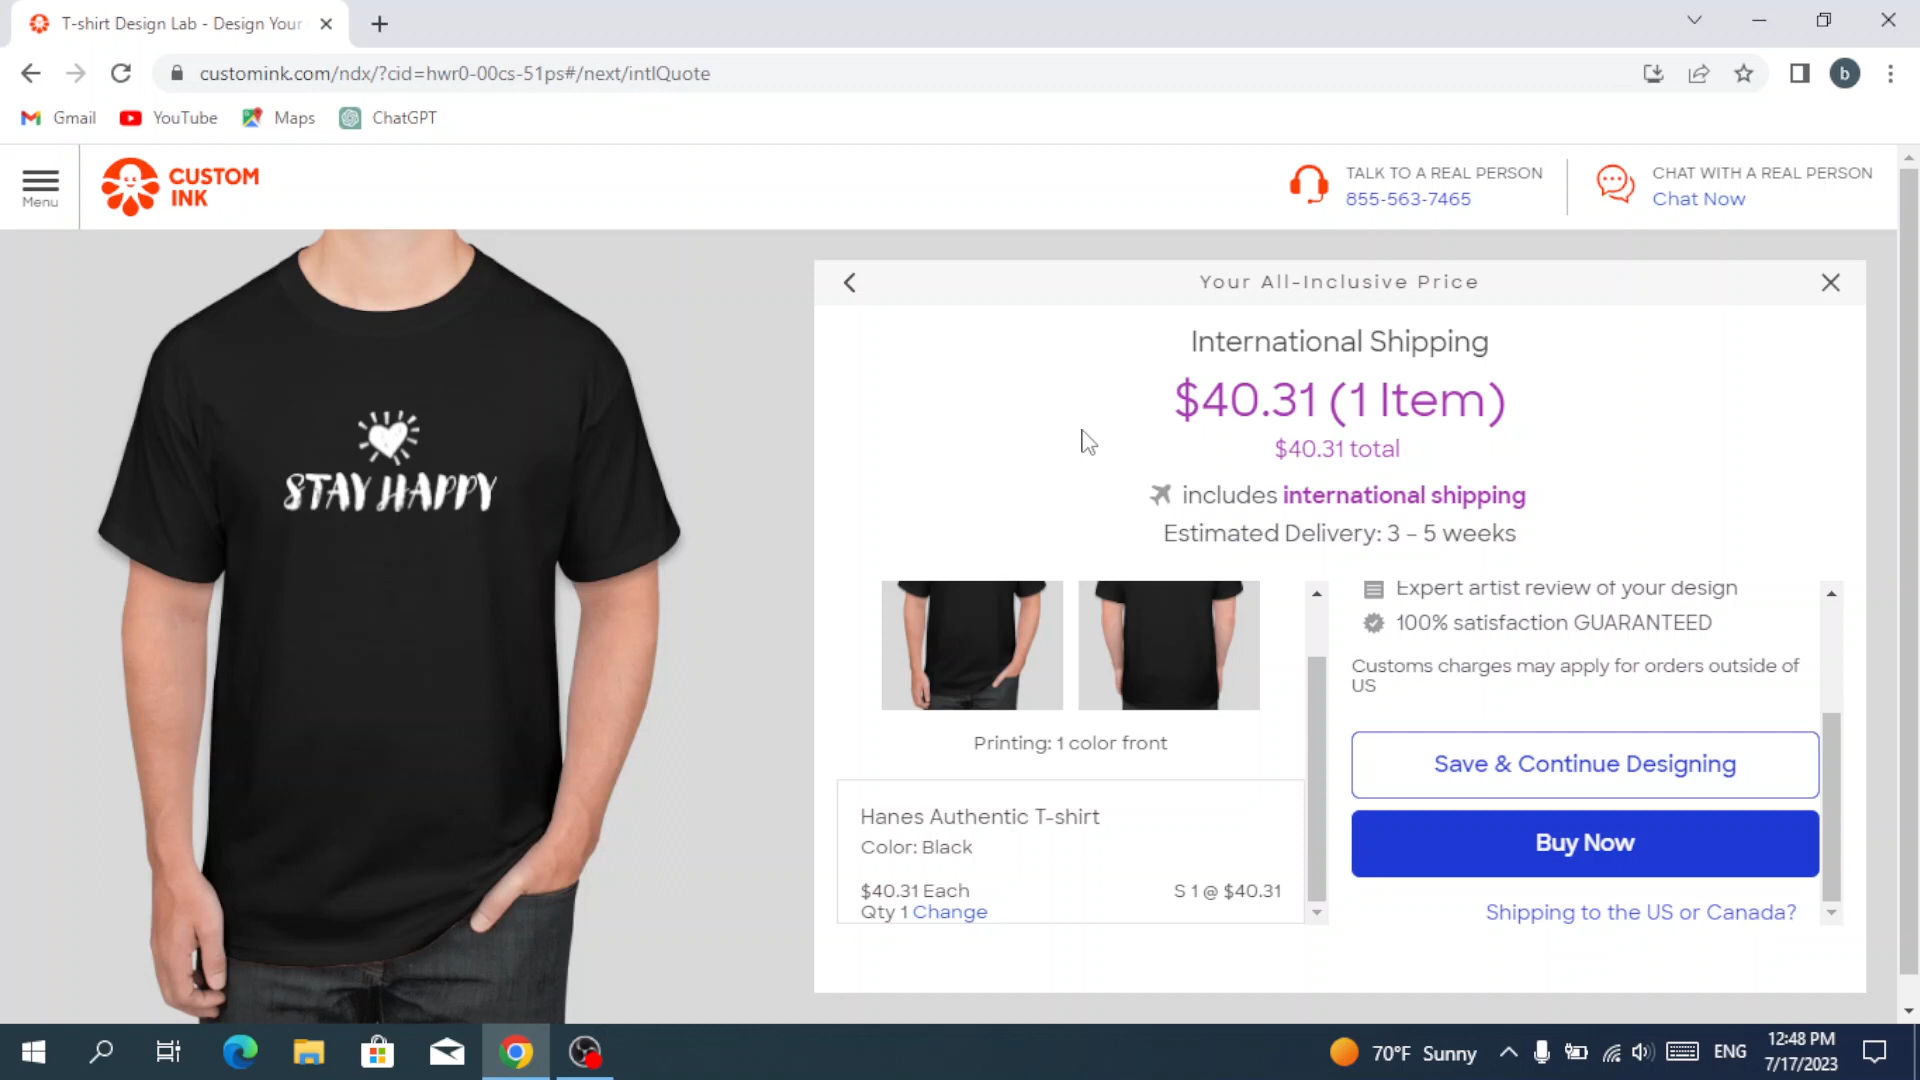 T-shirt Design Lab - Design Your
customink.com/ndx/?cid=hwr0-00cs-51ps#/next/intlQuote
b
Gmail YouTube Maps ChatGPT
Menu
CUSTOM
INK
TALK TO A REAL PERSON
855-563-7465
CHAT WITH A REAL PERSON
Chat Now
STAY HAPPY
Your All-Inclusive Price
International Shipping
$40.31 (1 Item)
$40.31 total
includes international shipping
Estimated Delivery: 3 – 5 weeks
Printing: 1 color front
Hanes Authentic T-shirt
Color: Black
$40.31 Each
S 1 @ $40.31
Qty 1 Change
Expert artist review of your design
100% satisfaction GUARANTEED
Customs charges may apply for orders outside of
US
Save & Continue Designing
Buy Now
Shipping to the US or Canada?
70°F Sunny
ENG
12:48 PM
7/17/2023